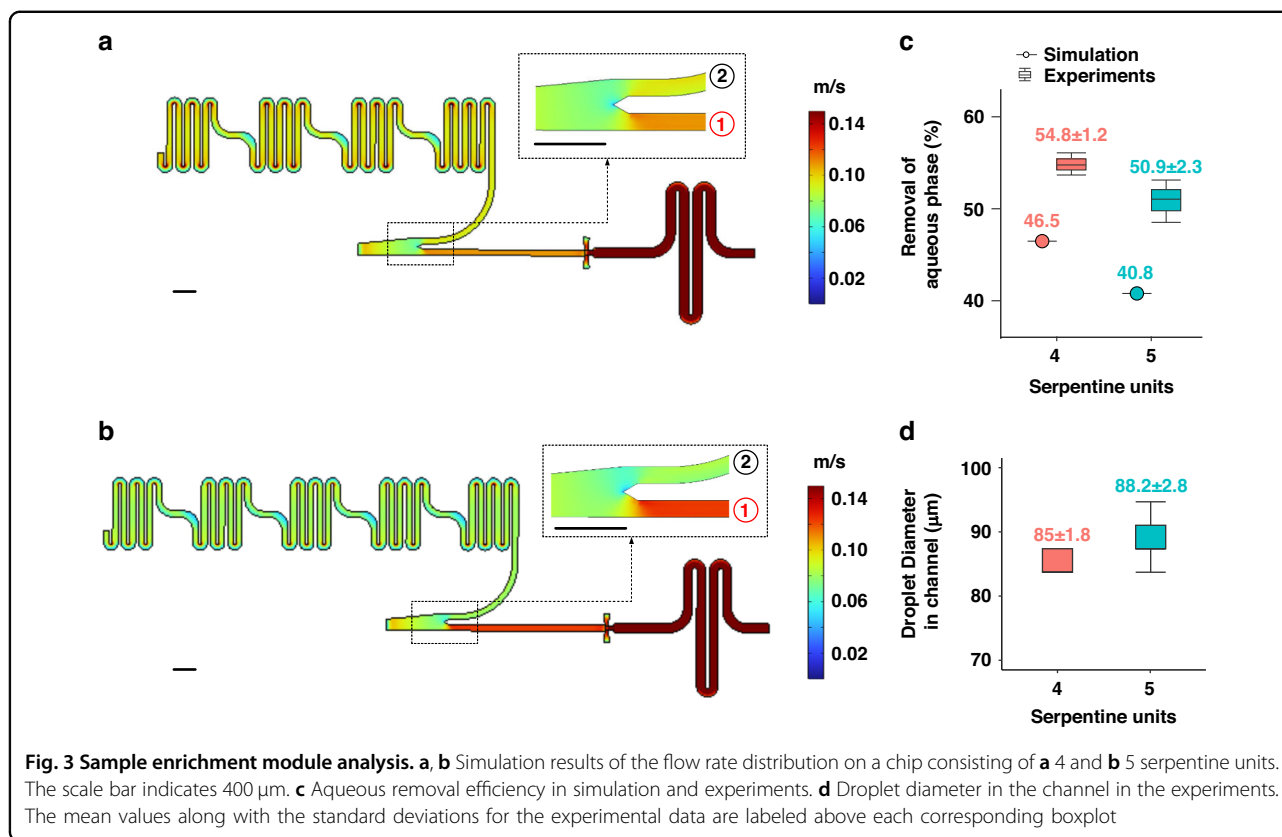 a
②
①
m/s
0.14
0.10
0.06
0.02
c
Simulation
Experiments
Removal of
aqueous phase (%)
60
50
40
54.8±1.2
46.5
50.9±2.3
40.8
4
5
Serpentine units
b
②
①
m/s
0.14
0.10
0.06
0.02
d
Droplet Diameter
in channel (μm)
100
90
80
70
85±1.8
88.2±2.8
4
5
Serpentine units
Fig. 3 Sample enrichment module analysis. a, b Simulation results of the flow rate distribution on a chip consisting of a 4 and b 5 serpentine units.
The scale bar indicates 400 μm. c Aqueous removal efficiency in simulation and experiments. d Droplet diameter in the channel in the experiments.
The mean values along with the standard deviations for the experimental data are labeled above each corresponding boxplot